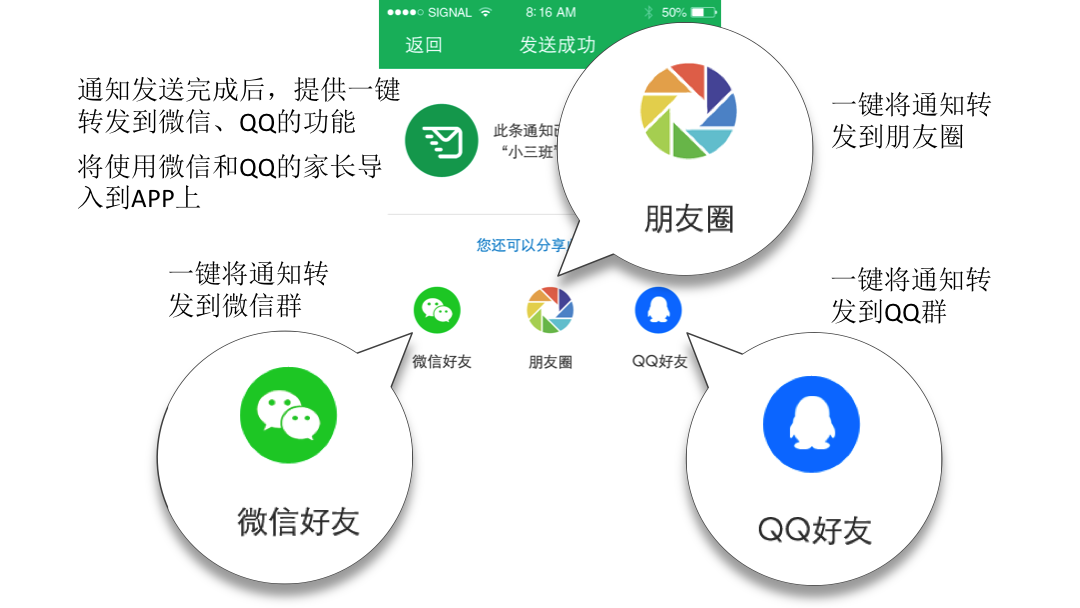 SIGNAL
8:16 AM
50%
返回
发送成功
通知发送完成后，提供一键
转发到微信、QQ的功能
将使用微信和QQ的家长导
入到APP上
此条通知
“小三班”
您还可以分享
朋友圈
一键将通知转
发到朋友圈
一键将通知转
发到微信群
一键将通知转
发到QQ群
微信好友
朋友圈
QQ好友
微信好友
QQ好友